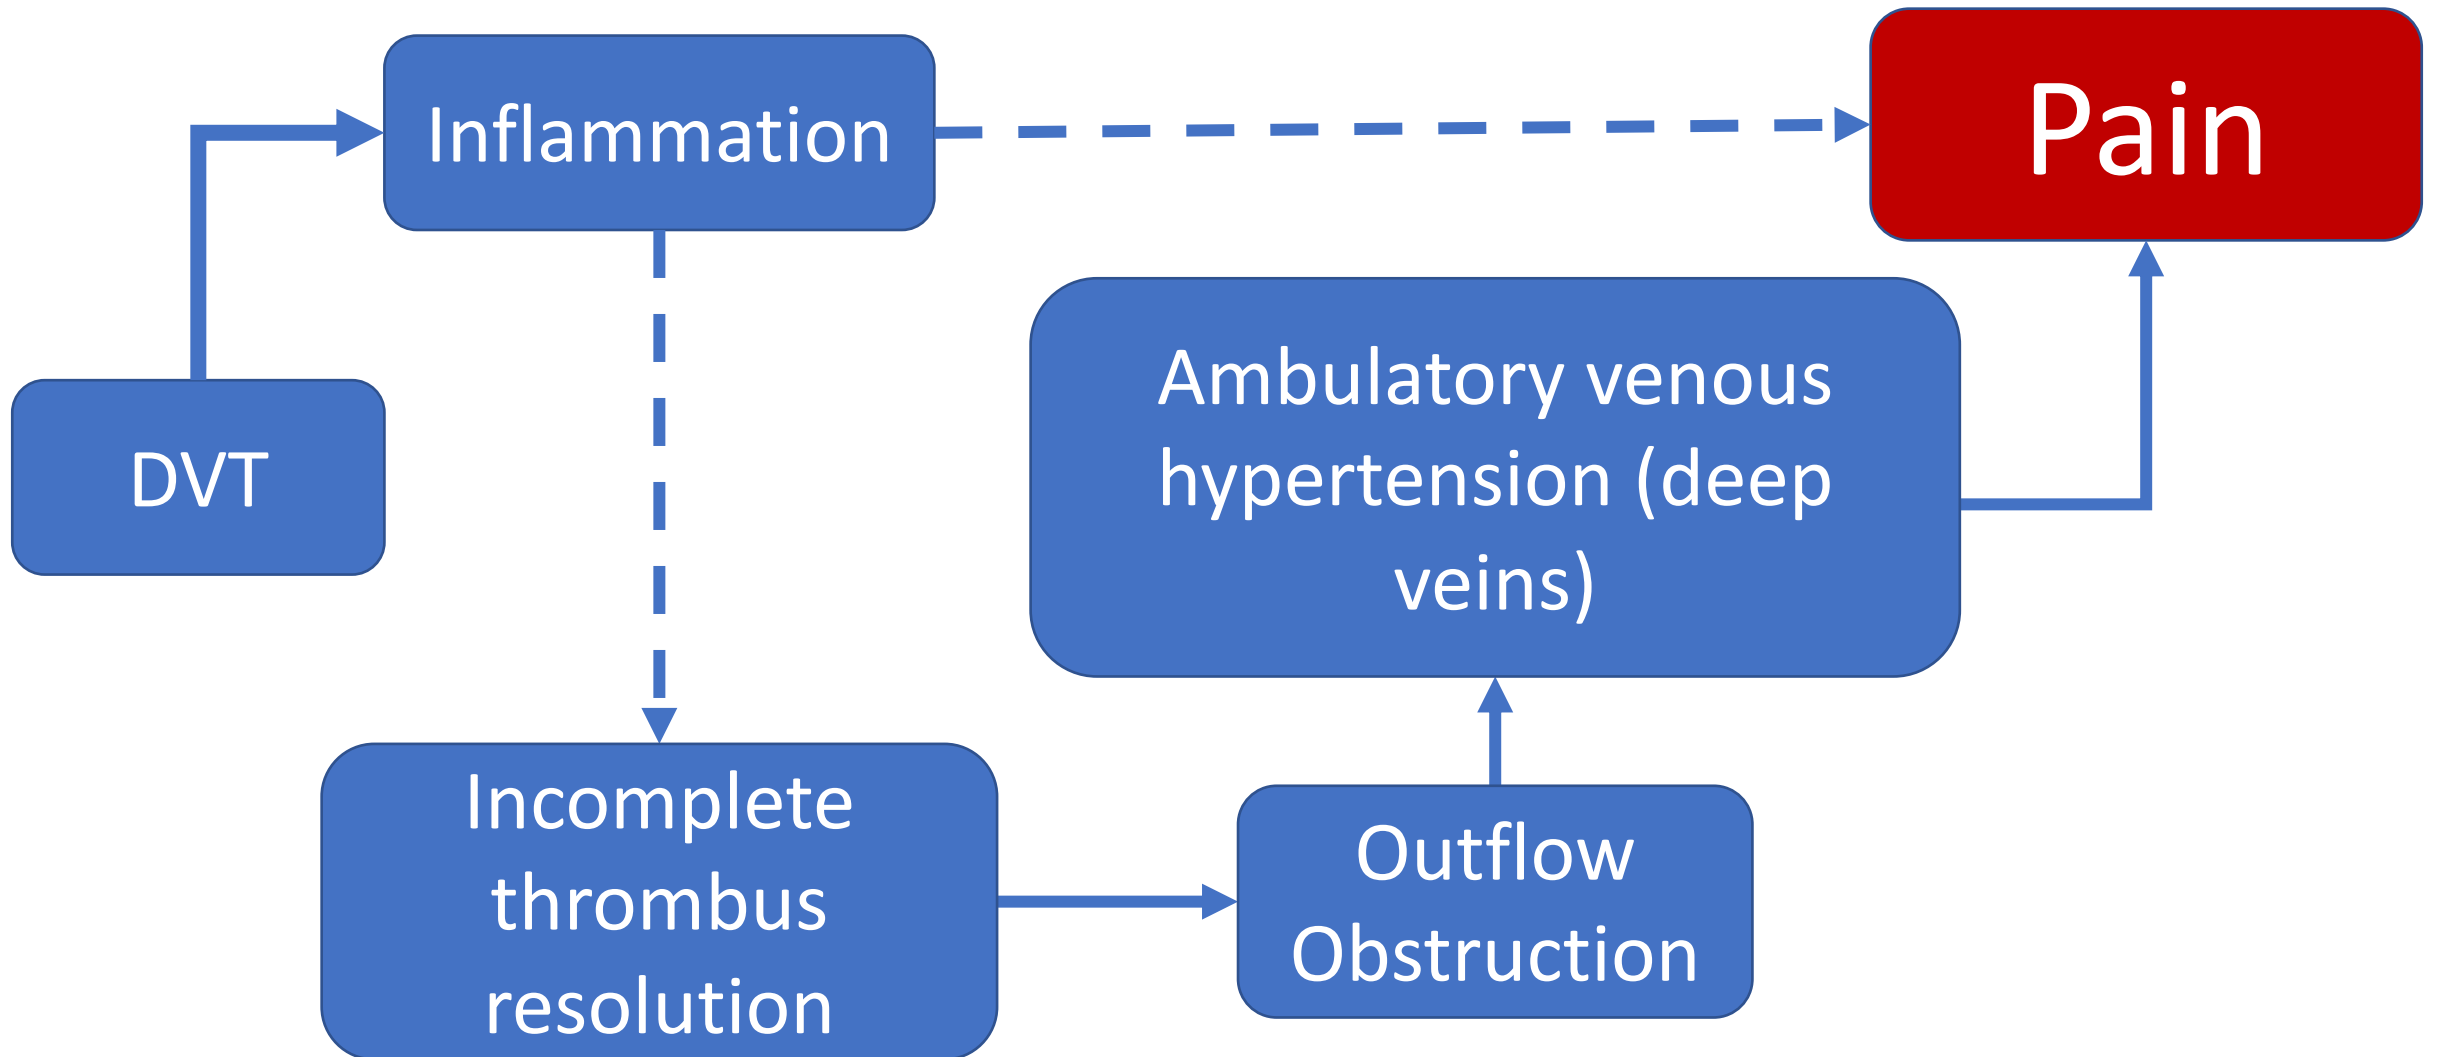 Inflammation
Pain
DVT
Ambulatory venous
hypertension (deep
veins)
Incomplete
thrombus
resolution
Outflow
Obstruction